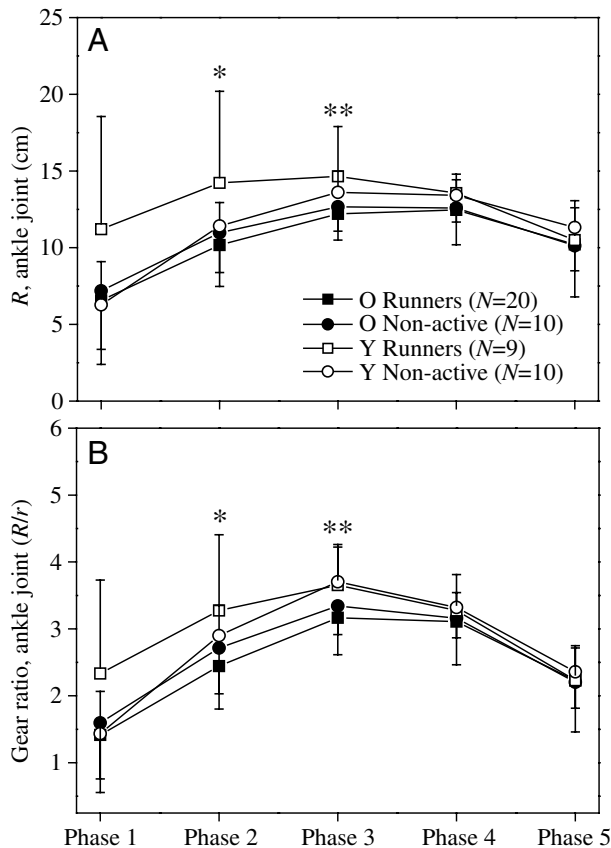 A
25
20
15
10
5
0
R, ankle joint (cm)
*
**
O Runners (N=20)
O Non-active (N=10)
Y Runners (N=9)
Y Non-active (N=10)
B
6
5
4
3
2
1
Gear ratio, ankle joint (R/r)
*
**
Phase 1 Phase 2 Phase 3 Phase 4 Phase 5